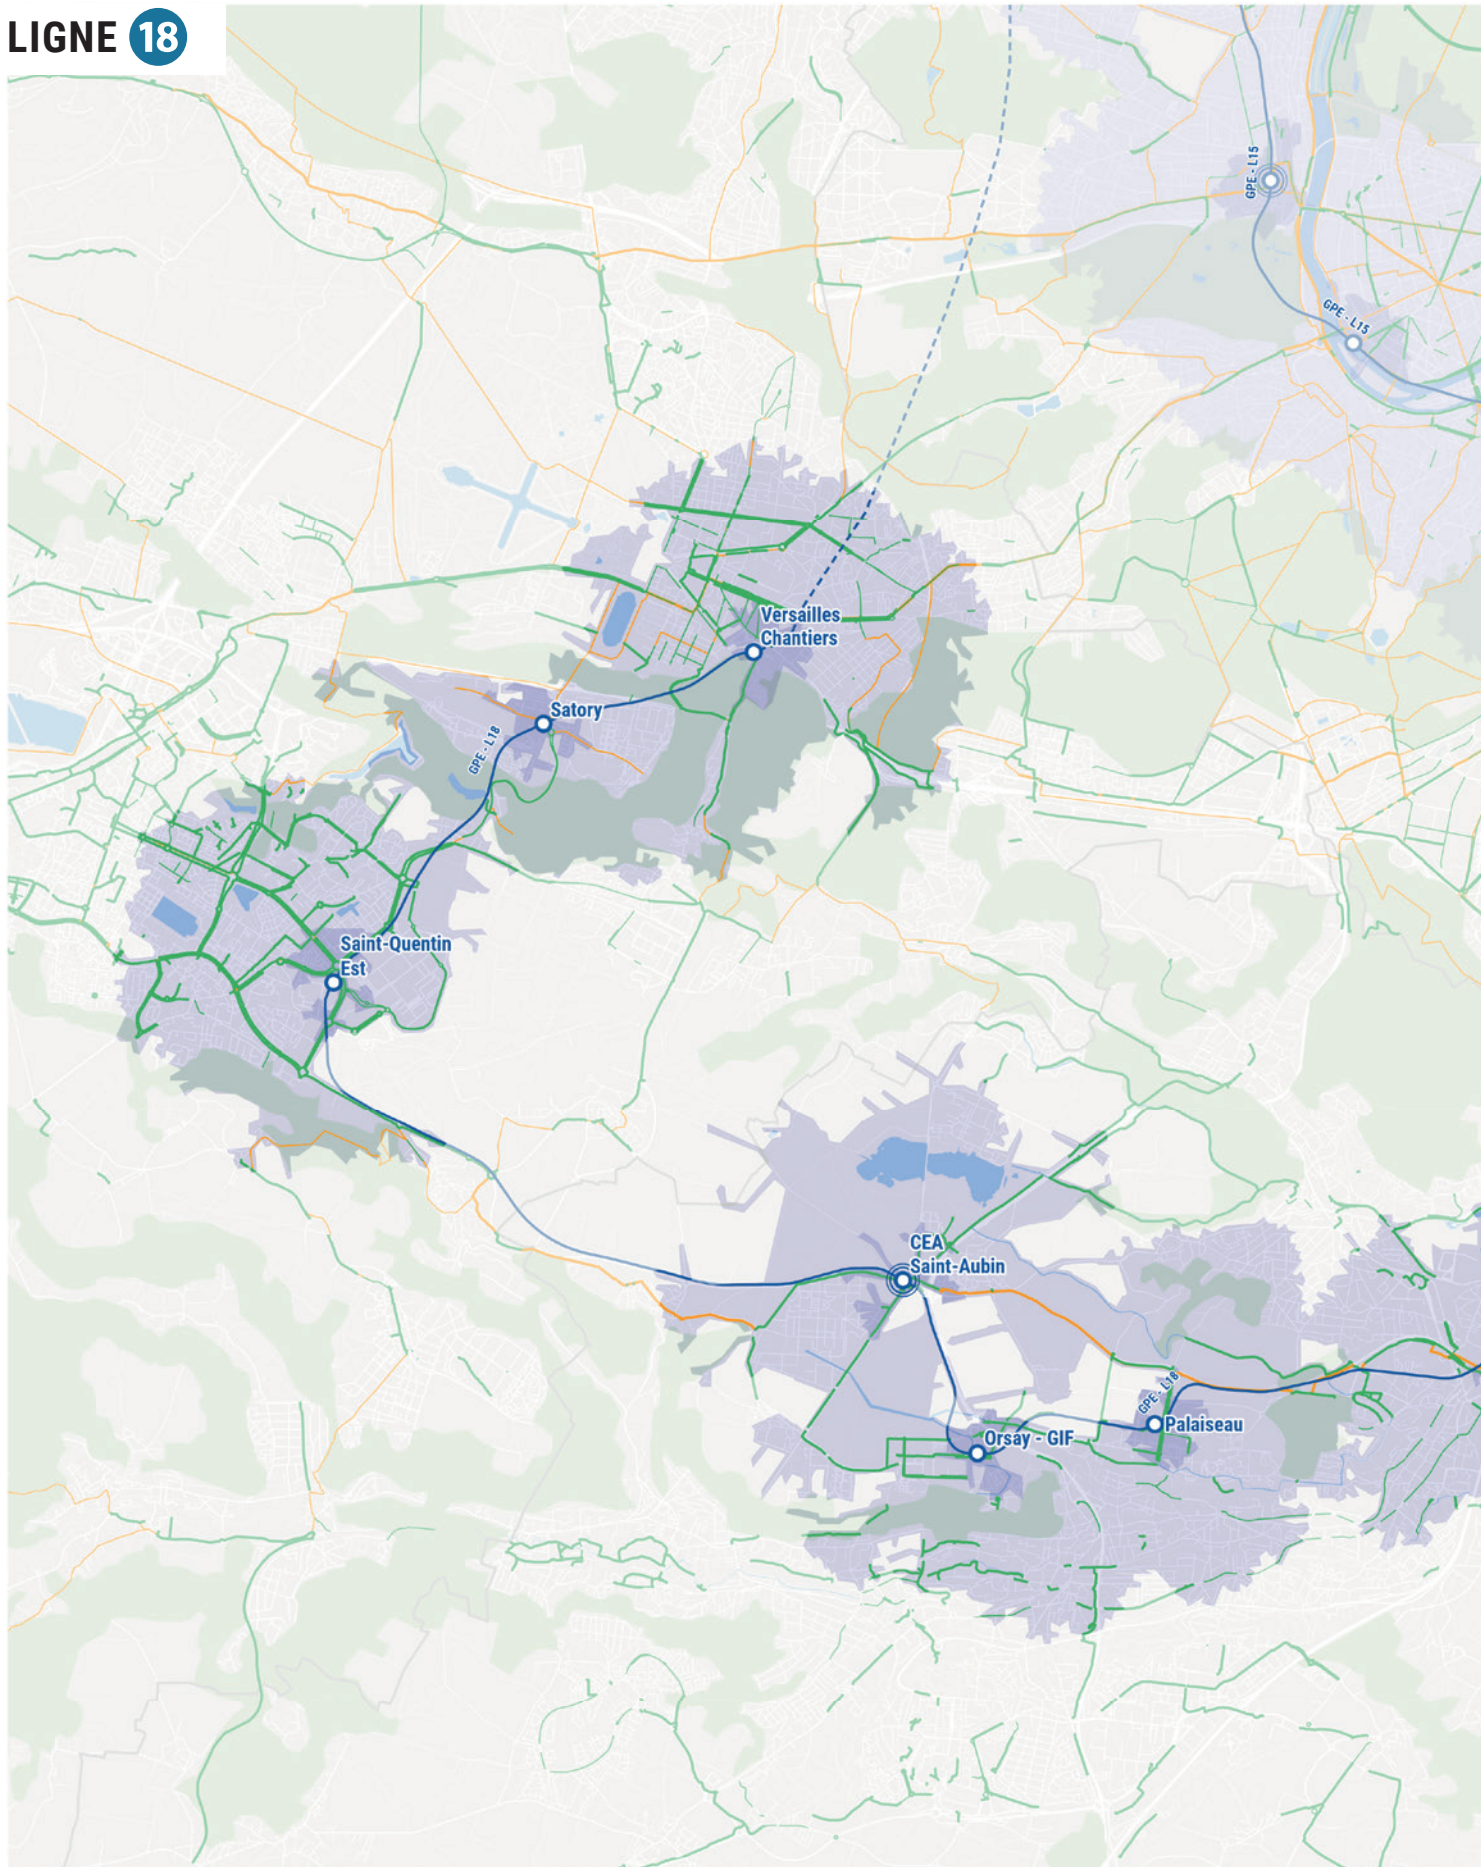 LIGNE 18
GPE - L15
GPE - L15
Versailles
Chantiers
Satory
GPE - L18
Saint-Quentin
Est
CEA
Saint-Aubin
GPE - L18
Palaiseau
Orsay - GIF